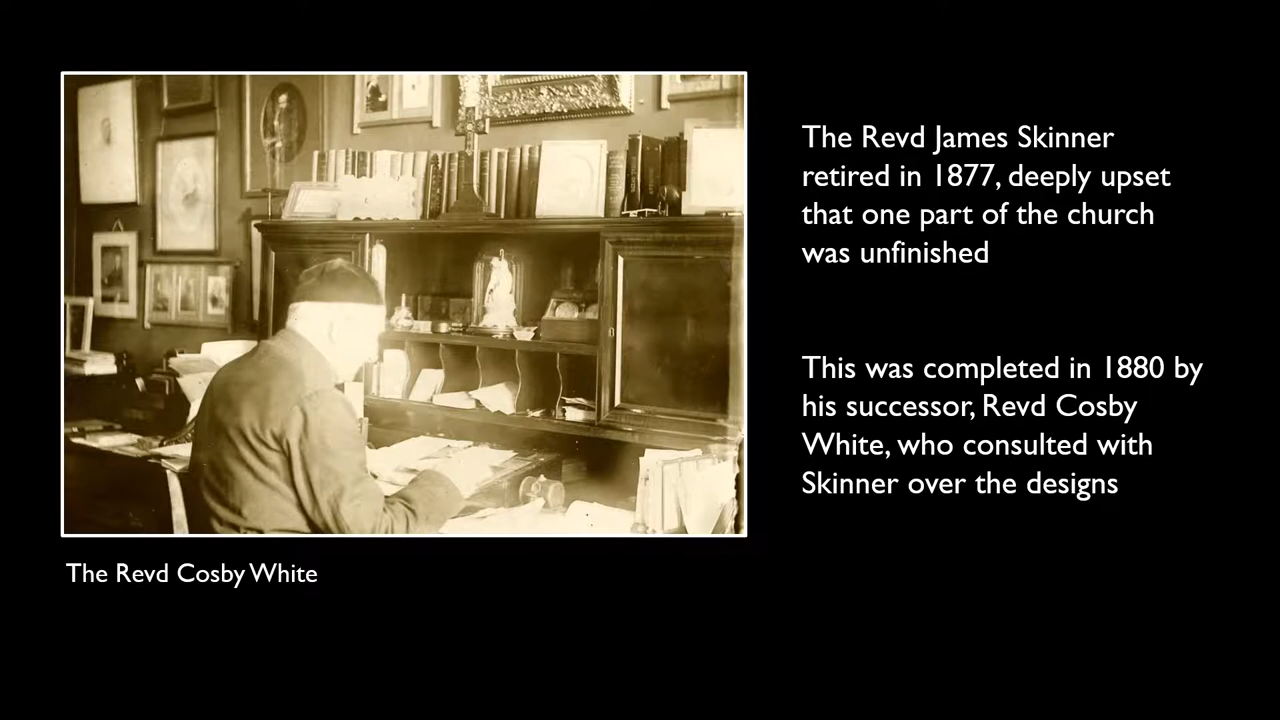 The Revd James Skinner
retired in 1877, deeply upset
that one part of the church
was unfinished
This was completed in 1880 by
his successor, Revd Cosby
White, who consulted with
Skinner over the designs
The Revd Cosby White